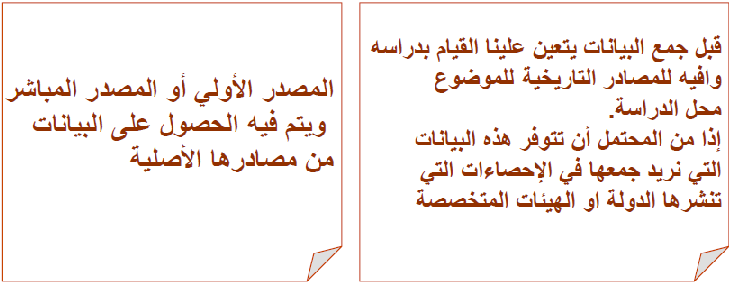 قبل جمع البيانات يتعين علينا القيام بدراسه
وافيه للمصادر التاريخية للموضوع
محل الدراسة.
إذا من المحتمل أن تتوفر هذه البيانات
التي نريد جمعها في الإحصاءات التي
تنشرها الدولة او الهيئات المتخصصة
المصدر الأولي أو المصدر المباشر
ويتم فيه الحصول على البيانات
من مصادرها الأصلية